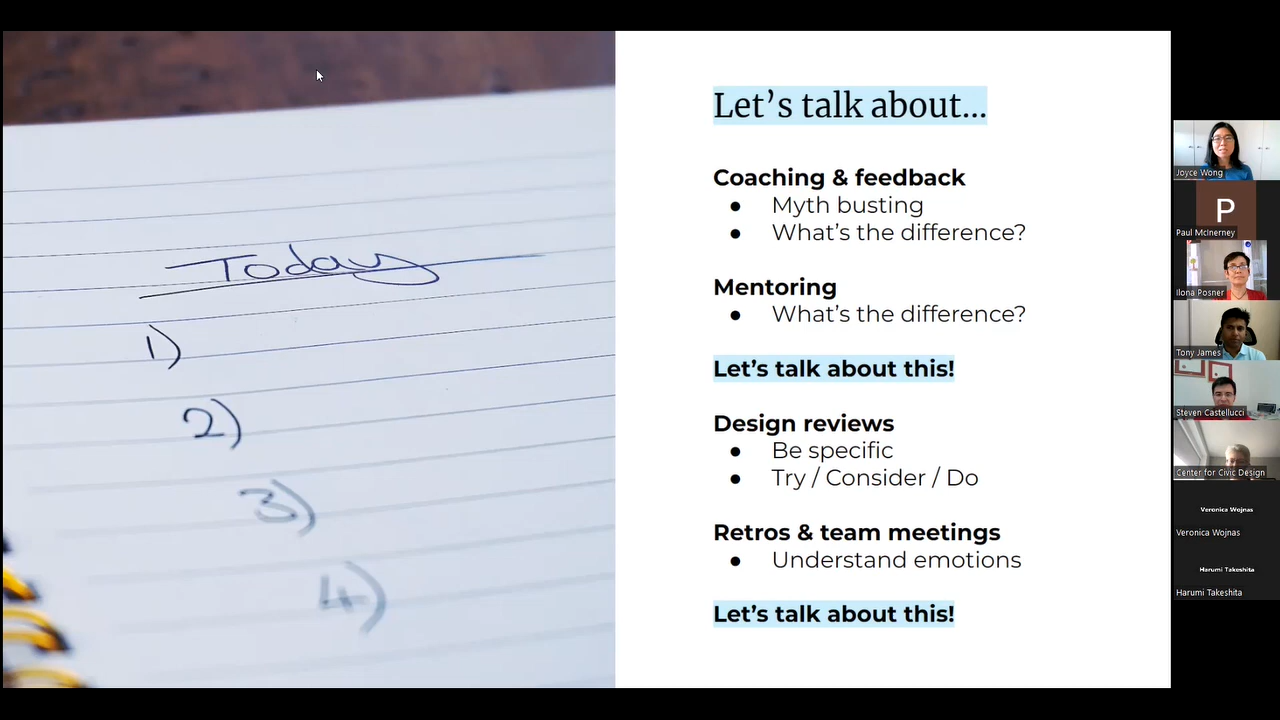 Today
1)
2)
3)
4)
Let’s talk about...
Coaching & feedback
● Myth busting
● What’s the difference?
Mentoring
● What’s the difference?
Let’s talk about this!
Design reviews
● Be specific
● Try / Consider / Do
Retros & team meetings
● Understand emotions
Let’s talk about this!
Joyce Wong
P
Paul McInerney
Ilona Posner
Tony James
Steven Castellucci
Center for Civic Design
Veronica Wojnas
Veronica Wojnas
Harumi Takeshita
Harumi Takeshita